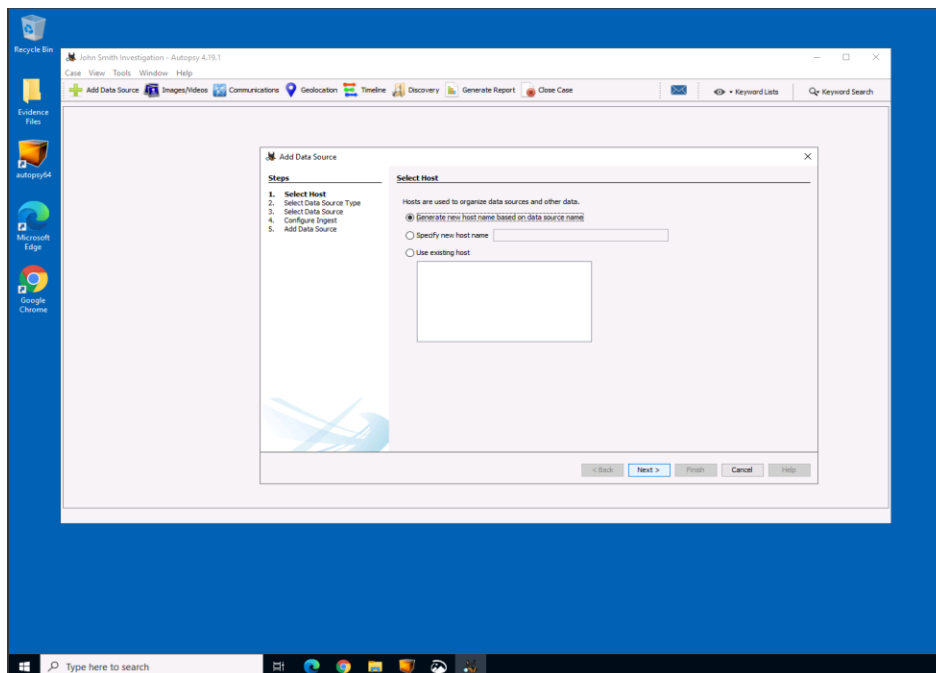 Recycle Bin
Evidence
Files
autopsy64
Microsoft
Edge
Google
Chrome
John Smith Investigation - Autopsy 4.19.1
Case View Tools Window Help
Add Data Source Images/Videos Communications Geolocation Timeline Discovery Generate Report Close Case Keyword Lists Keyword Search
Add Data Source
Steps
1. Select Host
2. Select Data Source Type
3. Select Data Source
4. Configure Ingest
5. Add Data Source
Select Host
Hosts are used to organize data sources and other data.
Generate new host name based on data source name
Specify new host name
Use existing host
< Back Next > Finish Cancel Help
Type here to search